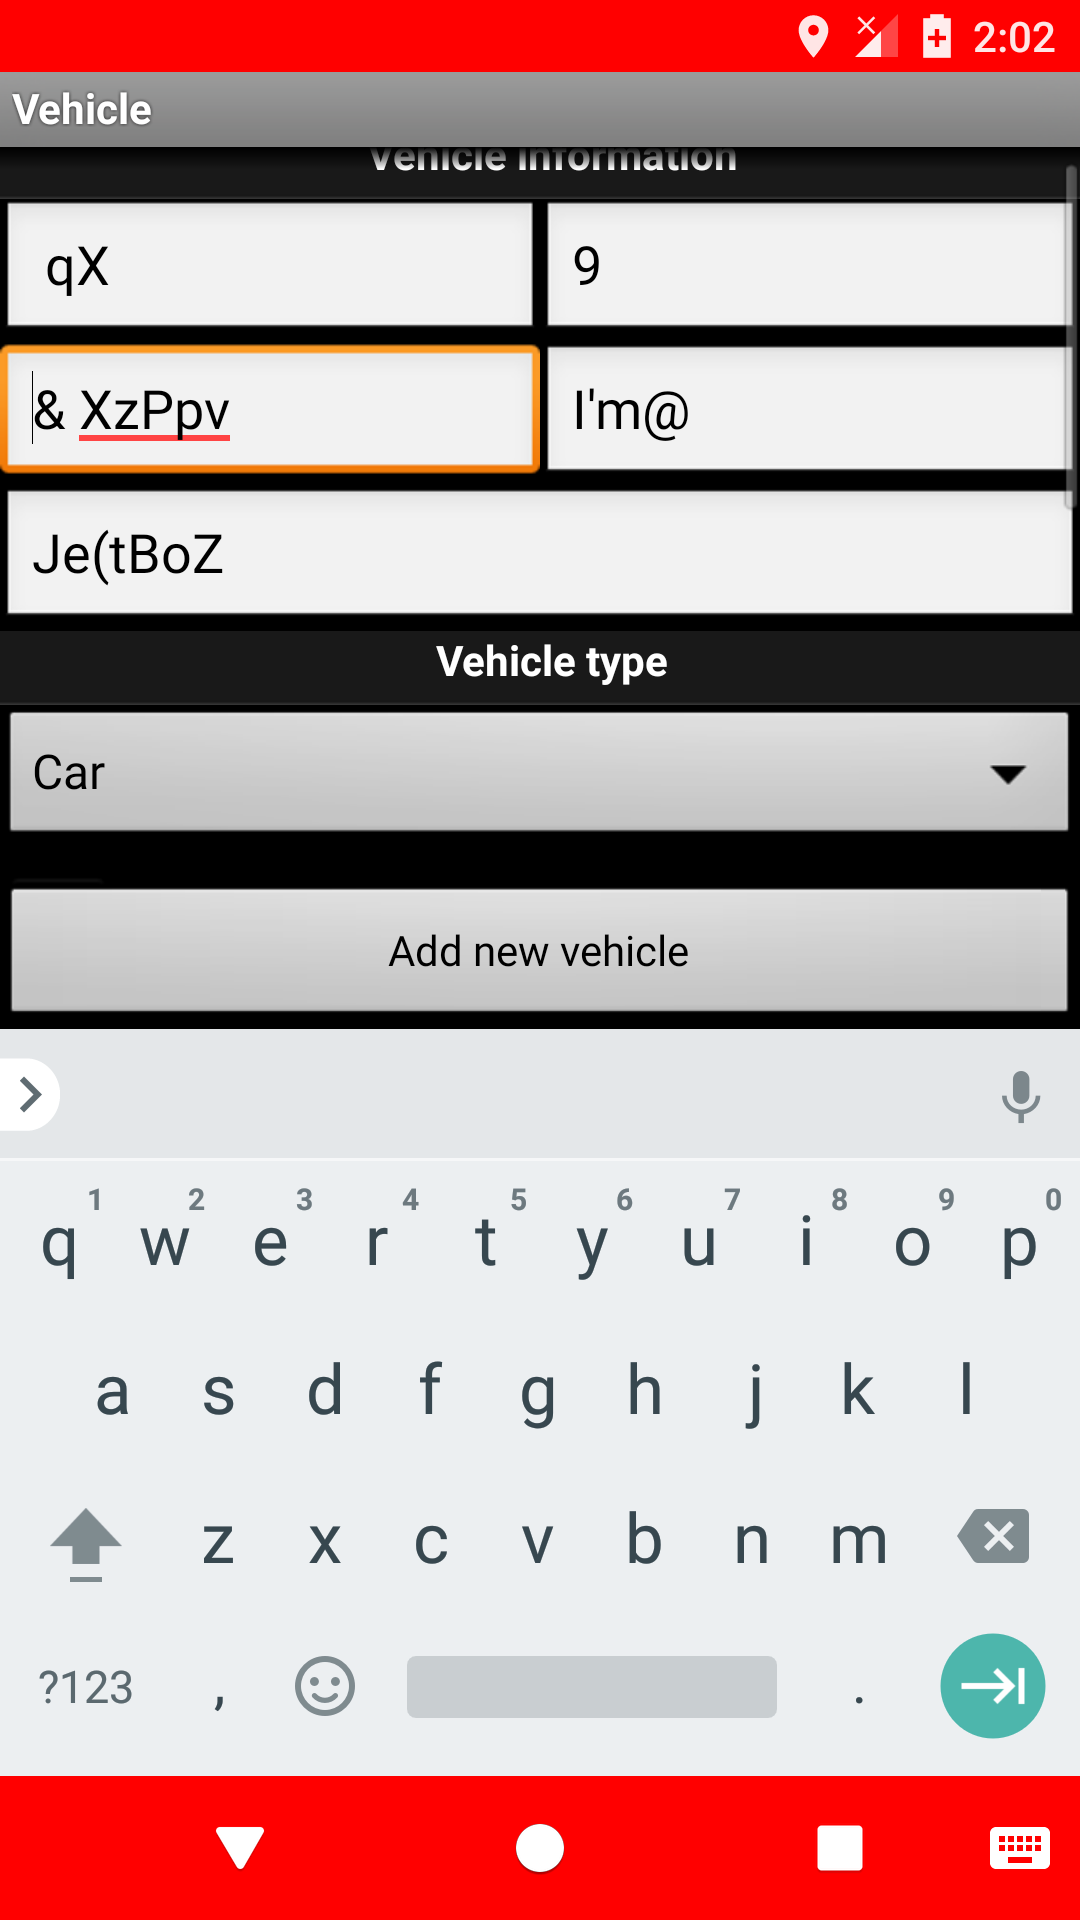 2:02
Vehicle
Vehicle information
qX
9
& XzPpv
I'm@
Je(tBoZ
Vehicle type
Car
Add new vehicle
1 2 3 4 5 6 7 8 9 0
q w e r t y u i o p
a s d f g h j k l
z x c v b n m
?123 , .